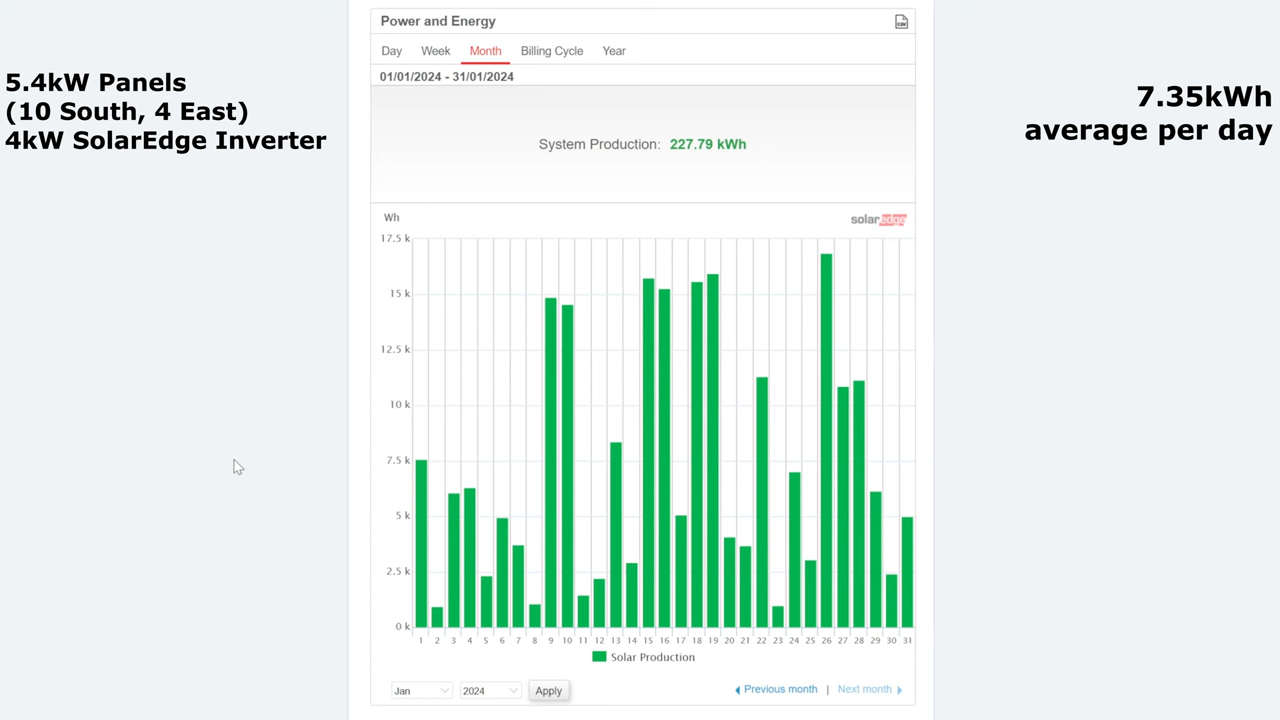 5.4kW Panels
(10 South, 4 East)
4kW SolarEdge Inverter
7.35kWh
average per day
Power and Energy
CSV
Day Week Month Billing Cycle Year
01/01/2024 - 31/01/2024
System Production: 227.79 kWh
Wh
solaredge
17.5 k
15 k
12.5 k
10 k
7.5 k
5 k
2.5 k
0 k
1 2 3 4 5 6 7 8 9 10 11 12 13 14 15 16 17 18 19 20 21 22 23 24 25 26 27 28 29 30 31
Solar Production
Jan 2024 Apply Previous month | Next month